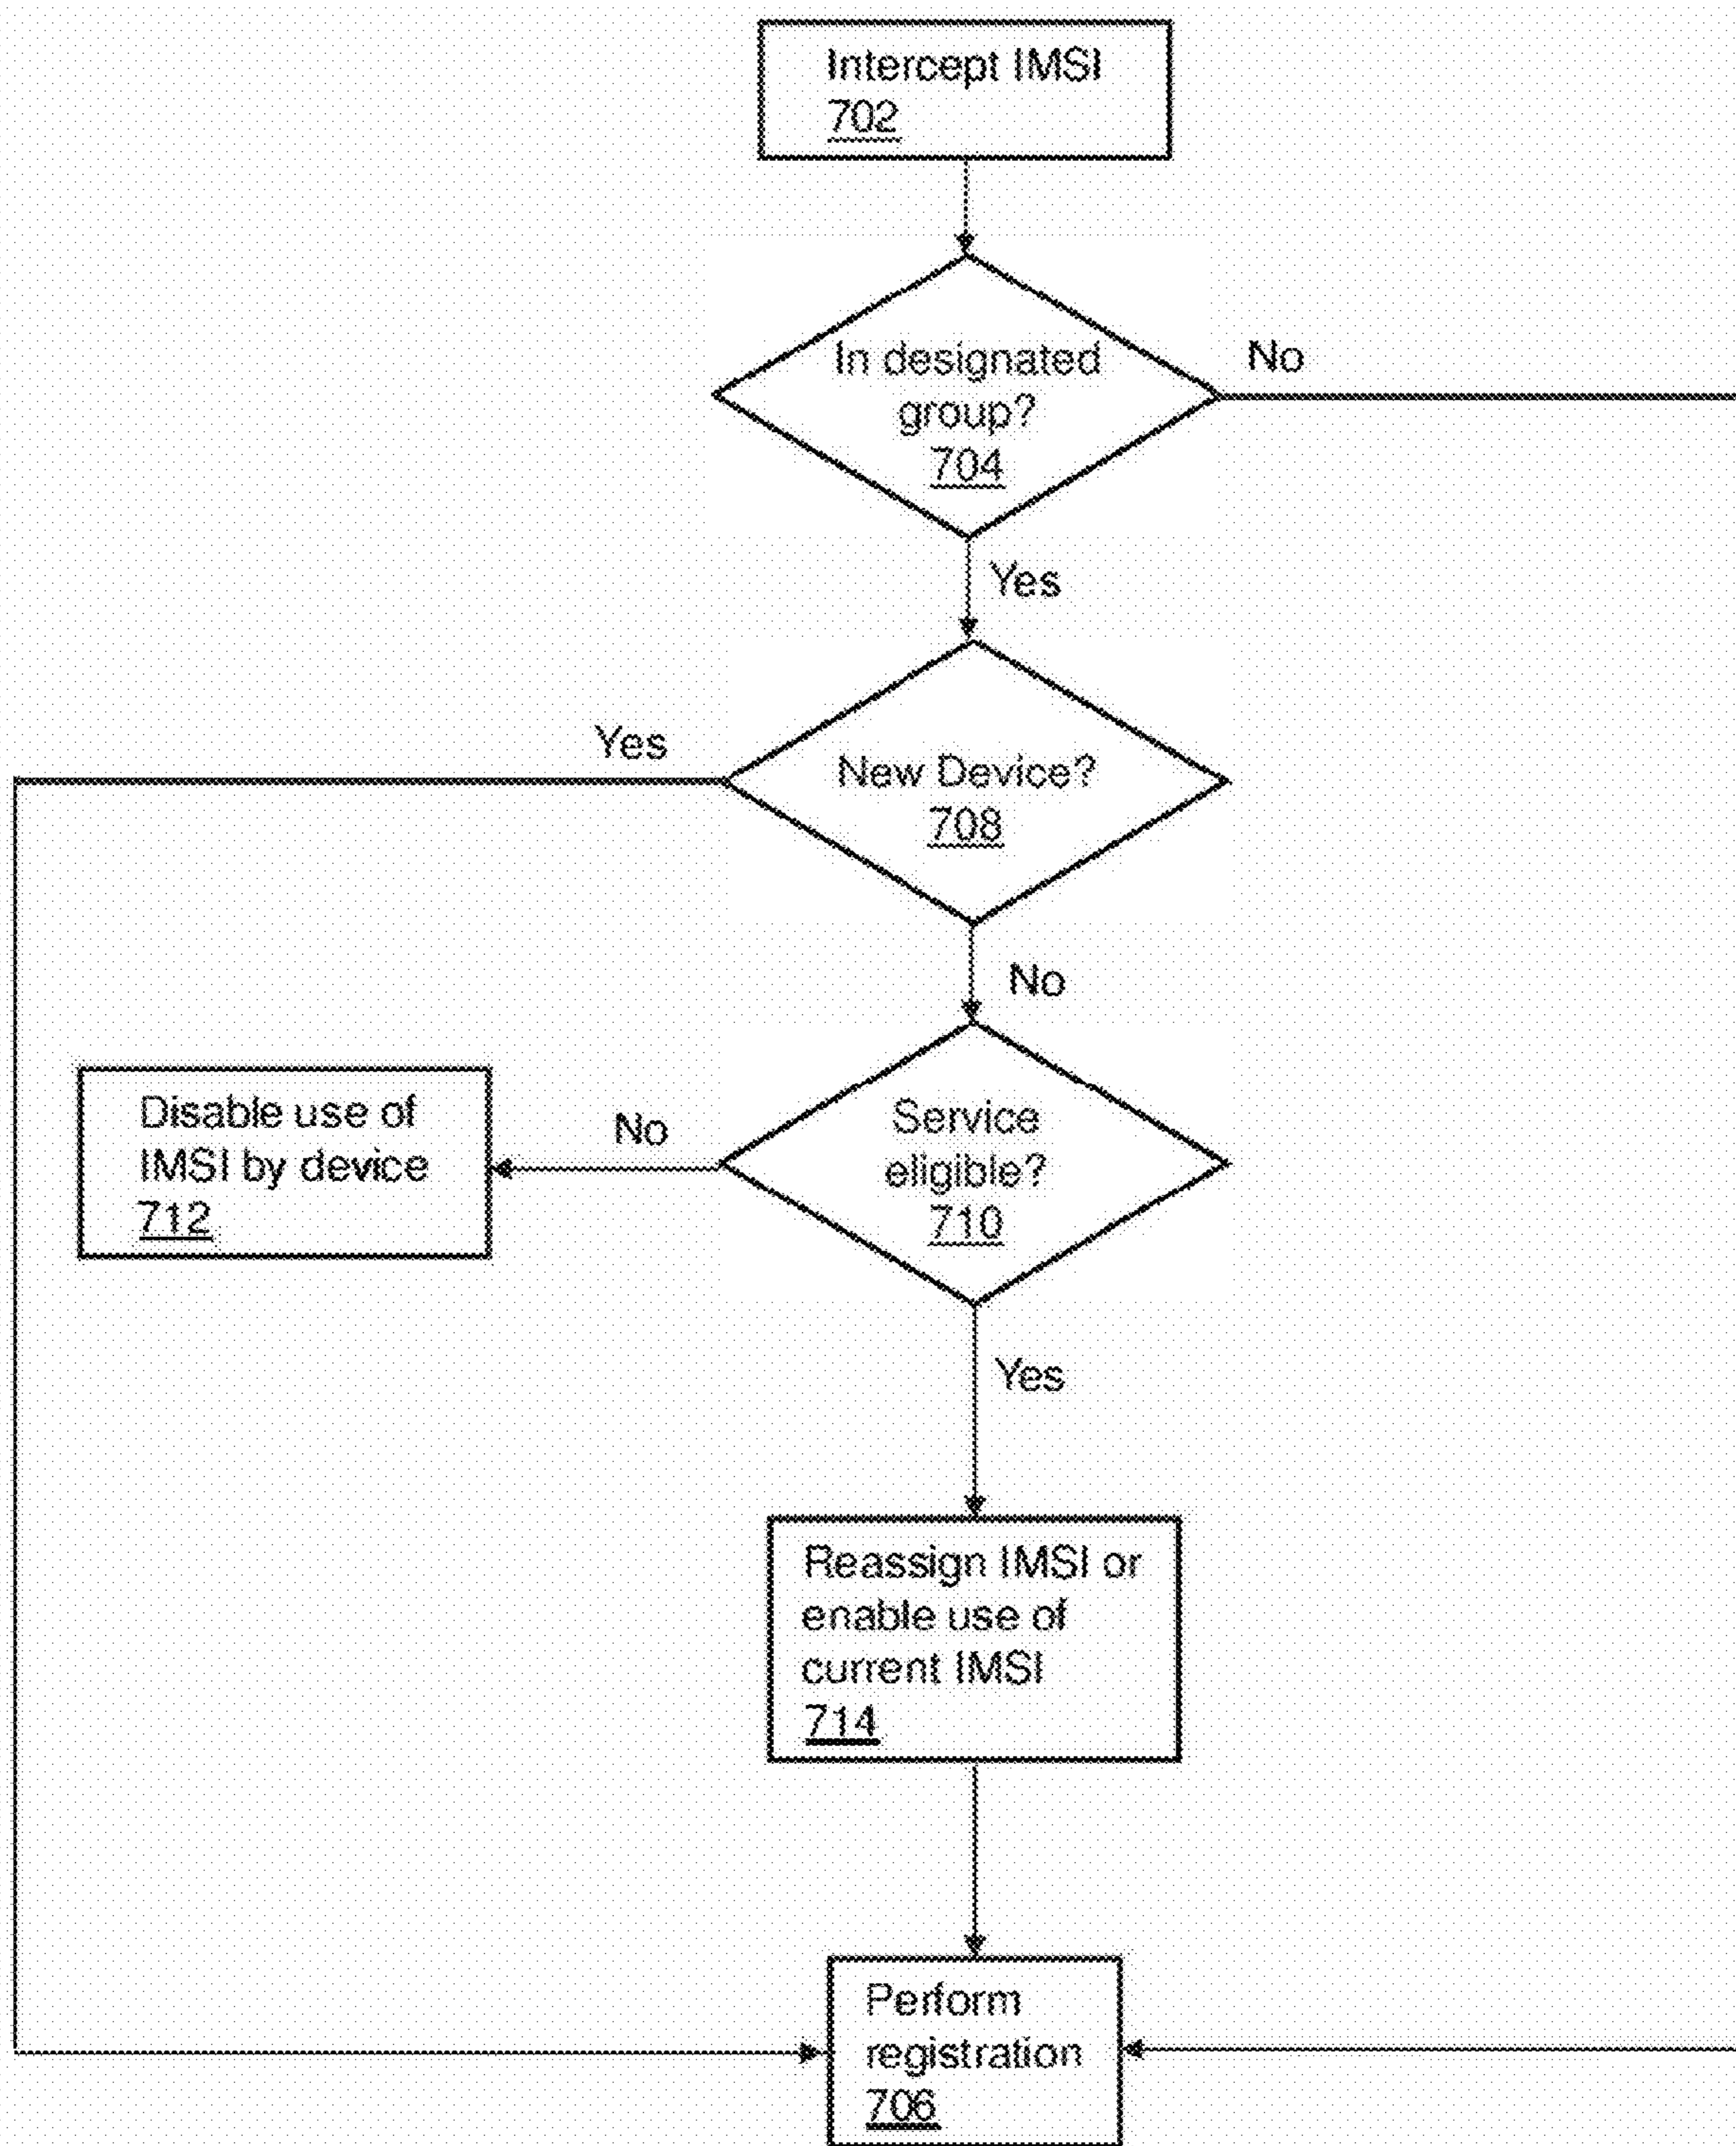 Intercept IMSI
702
In designated
group?
704
No
Yes
New Device?
708
Yes
No
Service
eligible?
710
No
Disable use of
IMSI by device
712
Yes
Reassign IMSI or
enable use of
current IMSI
714
Perform
registration
706